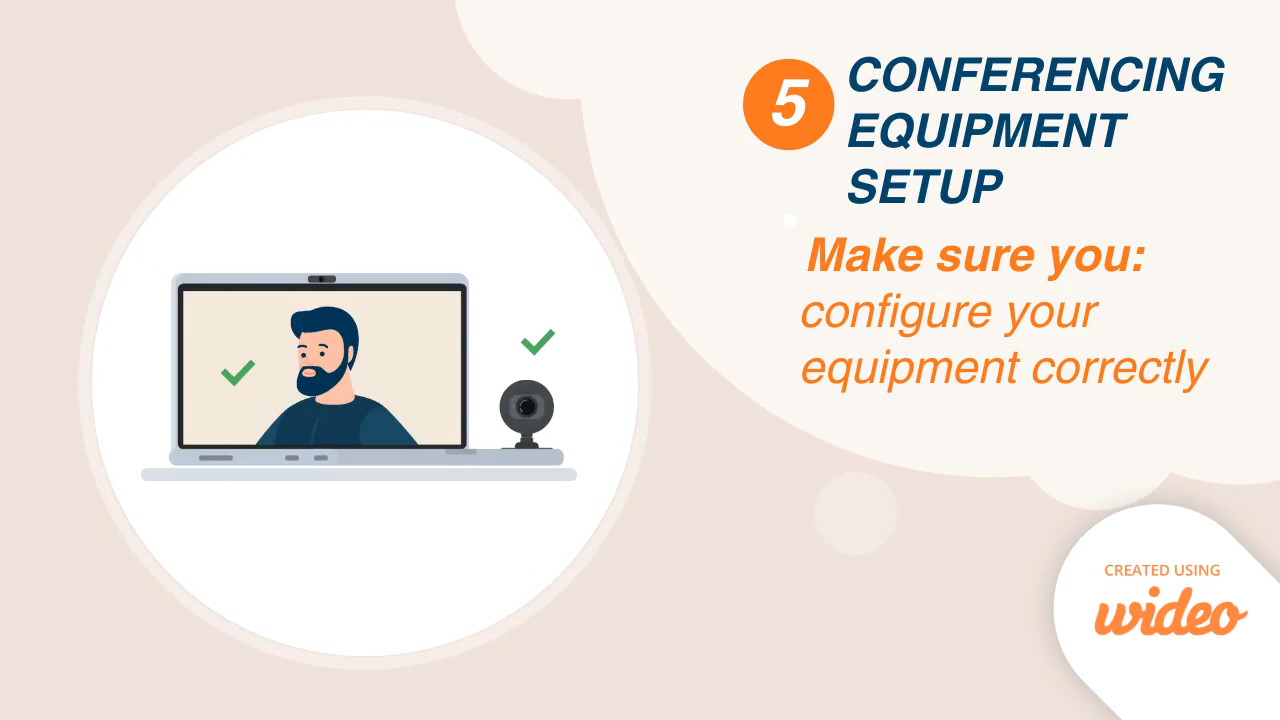 5
CONFERENCING
EQUIPMENT
SETUP
Make sure you:
configure your
equipment correctly
CREATED USING
wideo